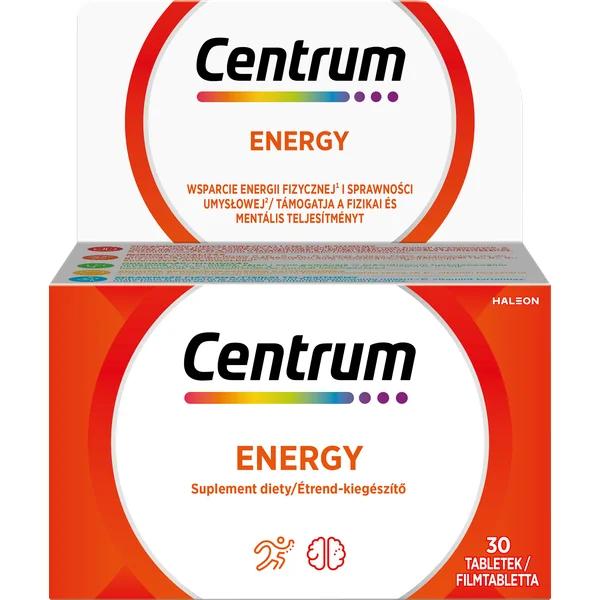 Centrum
ENERGY
WSPARCIE ENERGII FIZYCZNEJ¹ I SPRAWNOŚCI
UMYSŁOWEJ²/ TÁMOGATJA A FIZIKAI ÉS
MENTÁLIS TELJESÍTMÉNYT
HALEON
Centrum
ENERGY
Suplement diety/Étrend-kiegészítő
30
TABLETEK /
FILMTABLETTA